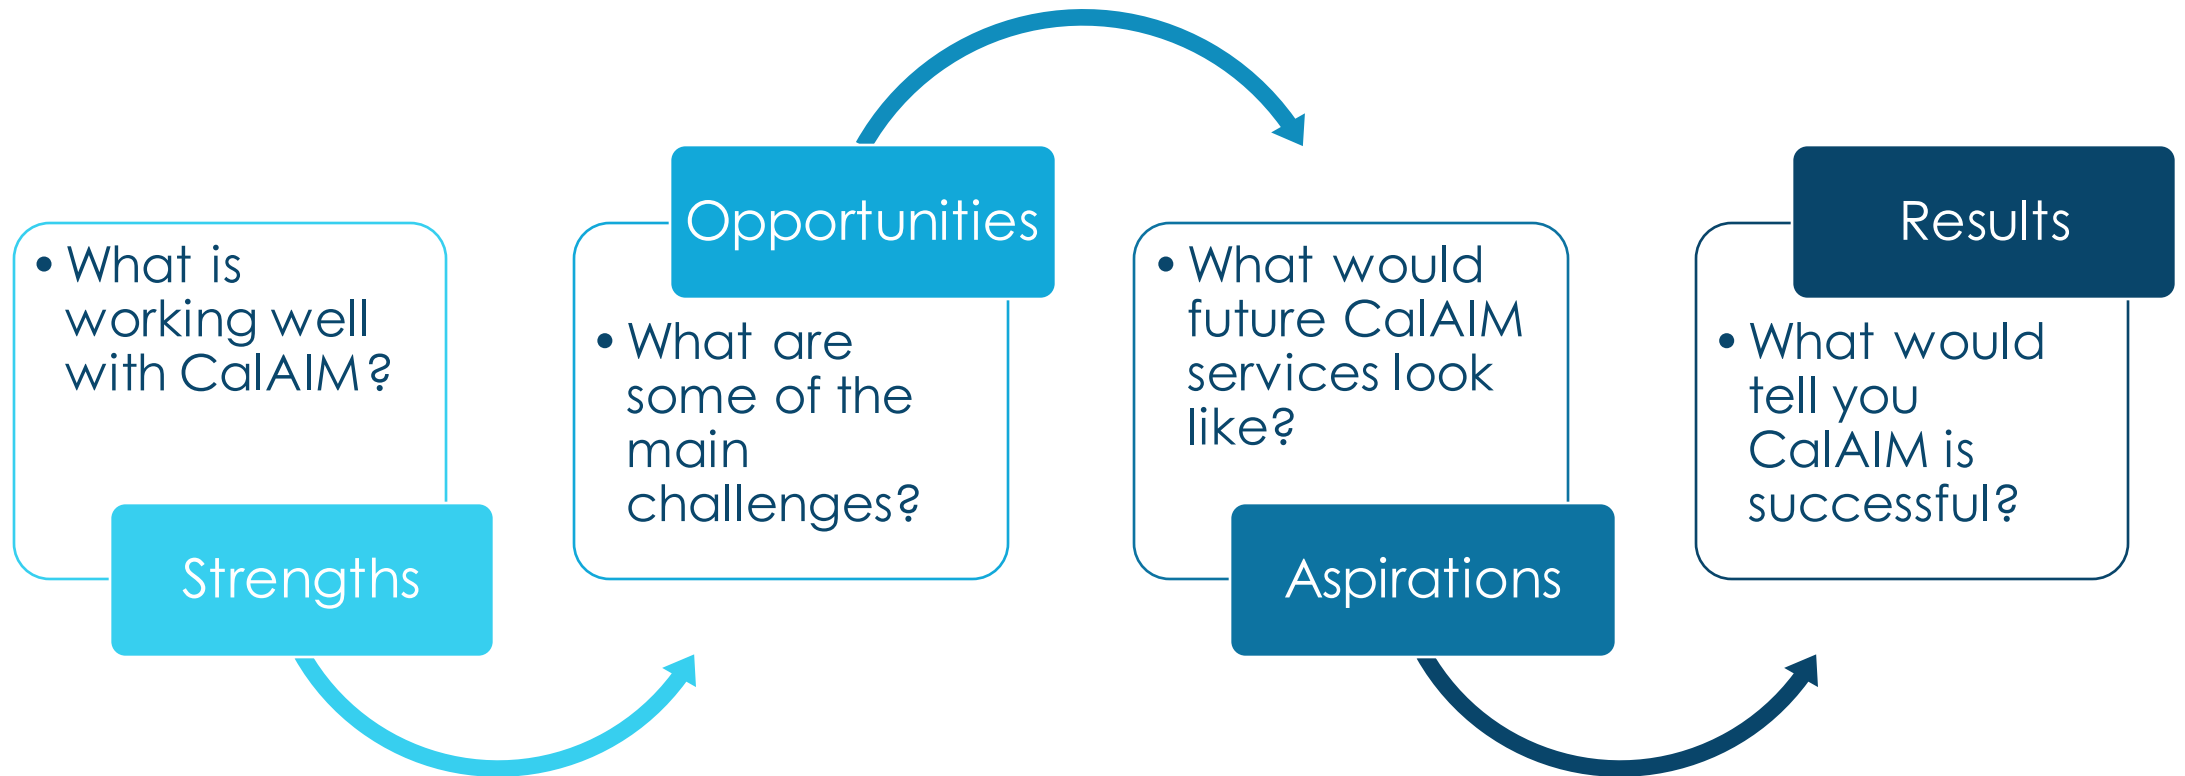 • What is
working well
with CalAIM?
Strengths
Opportunities
• What are
some of the
main
challenges?
• What would
future CalAIM
services look
like?
Aspirations
Results
• What would
tell you
CalAIM is
successful?